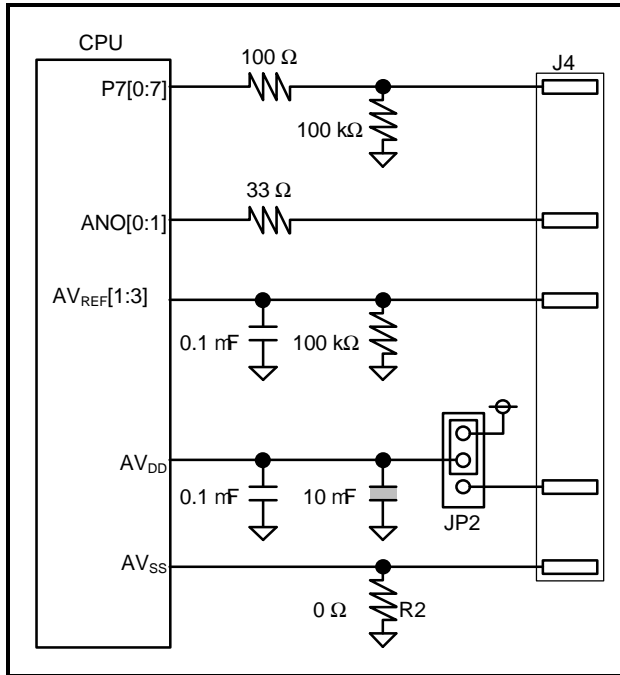 CPU
100 Ω
J4
P7[0:7]
100 kΩ
33 Ω
ANO[0:1]
AVREF[1:3]
0.1 mF
100 kΩ
AVDD
0.1 mF
10 mF
JP2
AVSS
0 Ω
R2